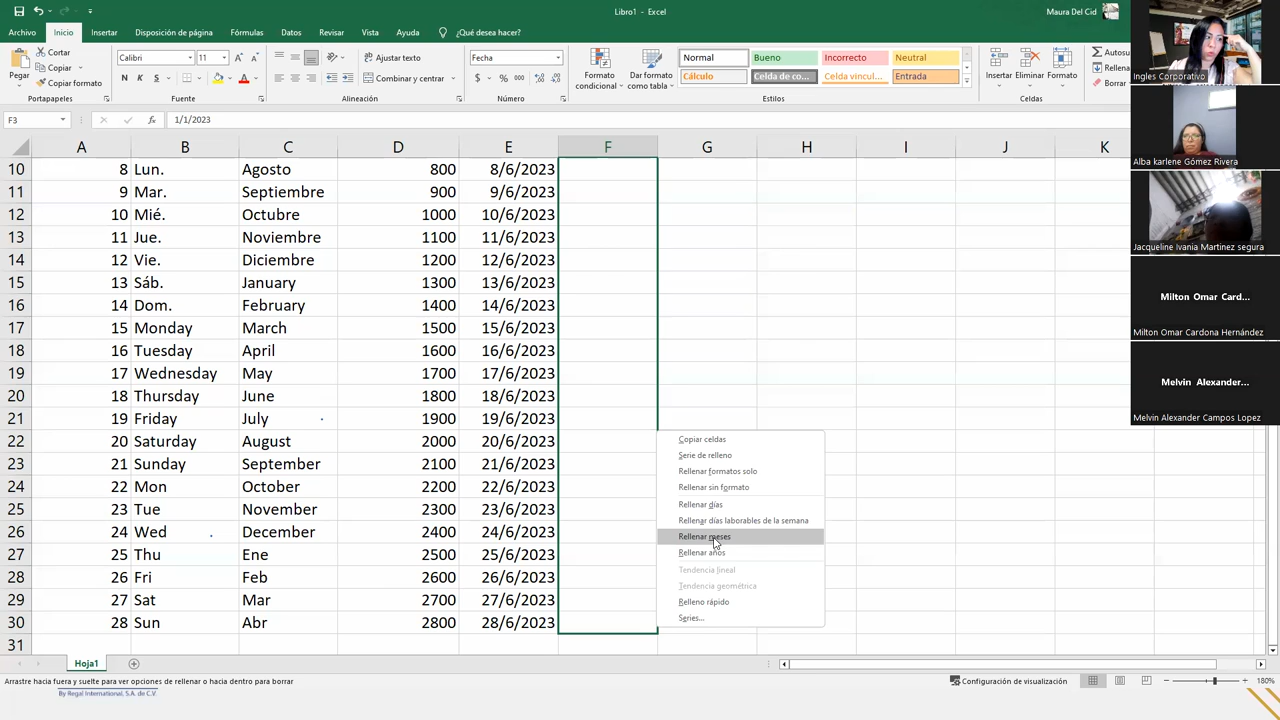 Libro1 - Excel
Maura Del Cid
Archivo Inicio Insertar Disposición de página Fórmulas Datos Revisar Vista Ayuda ¿Qué desea hacer?
Pegar
Cortar
Copiar
Copiar formato
Portapapeles
Calibri 11
N K S
Fuente
Ajustar texto
Combinar y centrar
Alineación
Fecha
$ % 000
Número
Formato condicional
Dar formato como tabla
Normal Bueno Incorrecto Neutral
Cálculo Celda de co... Celda vincul... Entrada
Estilos
Insertar Eliminar Formato
Celdas
Autosu
Rellena
Borrar
F3 fx 1/1/2023
A B C D E F G H I J K
10 8 Lun. Agosto 800 8/6/2023
11 9 Mar. Septiembre 900 9/6/2023
12 10 Mié. Octubre 1000 10/6/2023
13 11 Jue. Noviembre 1100 11/6/2023
14 12 Vie. Diciembre 1200 12/6/2023
15 13 Sáb. January 1300 13/6/2023
16 14 Dom. February 1400 14/6/2023
17 15 Monday March 1500 15/6/2023
18 16 Tuesday April 1600 16/6/2023
19 17 Wednesday May 1700 17/6/2023
20 18 Thursday June 1800 18/6/2023
21 19 Friday July 1900 19/6/2023
22 20 Saturday August 2000 20/6/2023
23 21 Sunday September 2100 21/6/2023
24 22 Mon October 2200 22/6/2023
25 23 Tue November 2300 23/6/2023
26 24 Wed December 2400 24/6/2023
27 25 Thu Ene 2500 25/6/2023
28 26 Fri Feb 2600 26/6/2023
29 27 Sat Mar 2700 27/6/2023
30 28 Sun Abr 2800 28/6/2023
31
Copiar celdas
Serie de relleno
Rellenar formatos solo
Rellenar sin formato
Rellenar días
Rellenar días laborables de la semana
Rellenar meses
Rellenar años
Tendencia lineal
Tendencia geométrica
Relleno rápido
Series...
Hoja1
Arrastre hacia fuera y suelte para ver opciones de rellenar o hacia dentro para borrar
Configuración de visualización
180%
By Regal International, S.A. de C.V.
Ingles Corporativo
Alba karlene Gómez Rivera
Jacqueline Ivania Martinez segura
Milton Omar Card...
Milton Omar Cardona Hernández
Melvin Alexander...
Melvin Alexander Campos Lopez